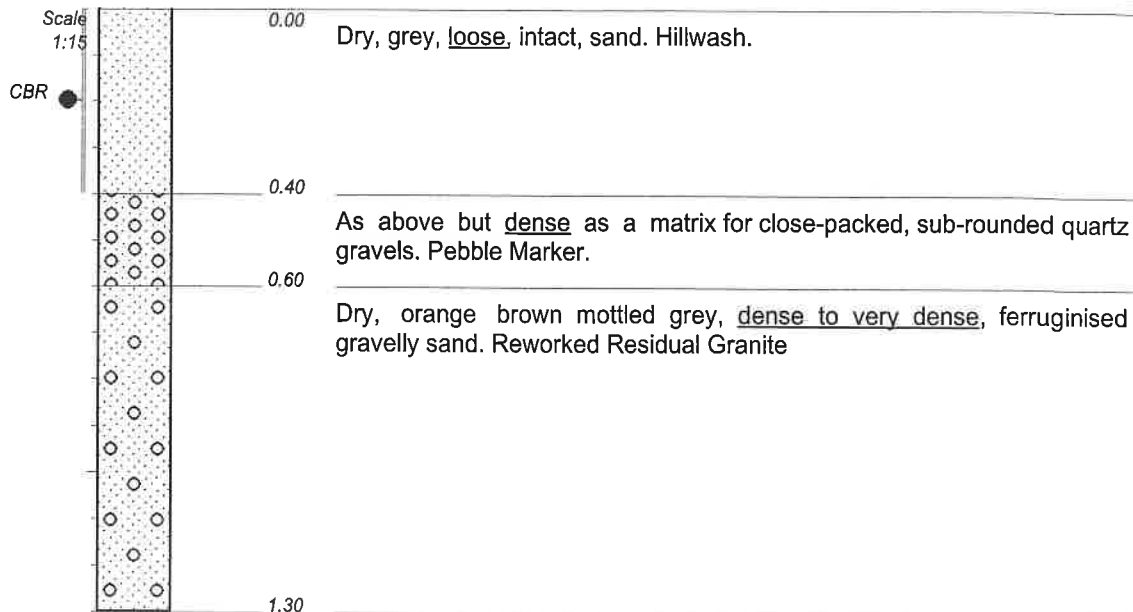 Scale
1:15
CBR
0.00
Dry, grey, loose, intact, sand. Hillwash.
0.40
As above but dense as a matrix for close-packed, sub-rounded quartz
gravels. Pebble Marker.
0.60
Dry, orange brown mottled grey, dense to very dense, ferruginised
gravelly sand. Reworked Residual Granite
1.30